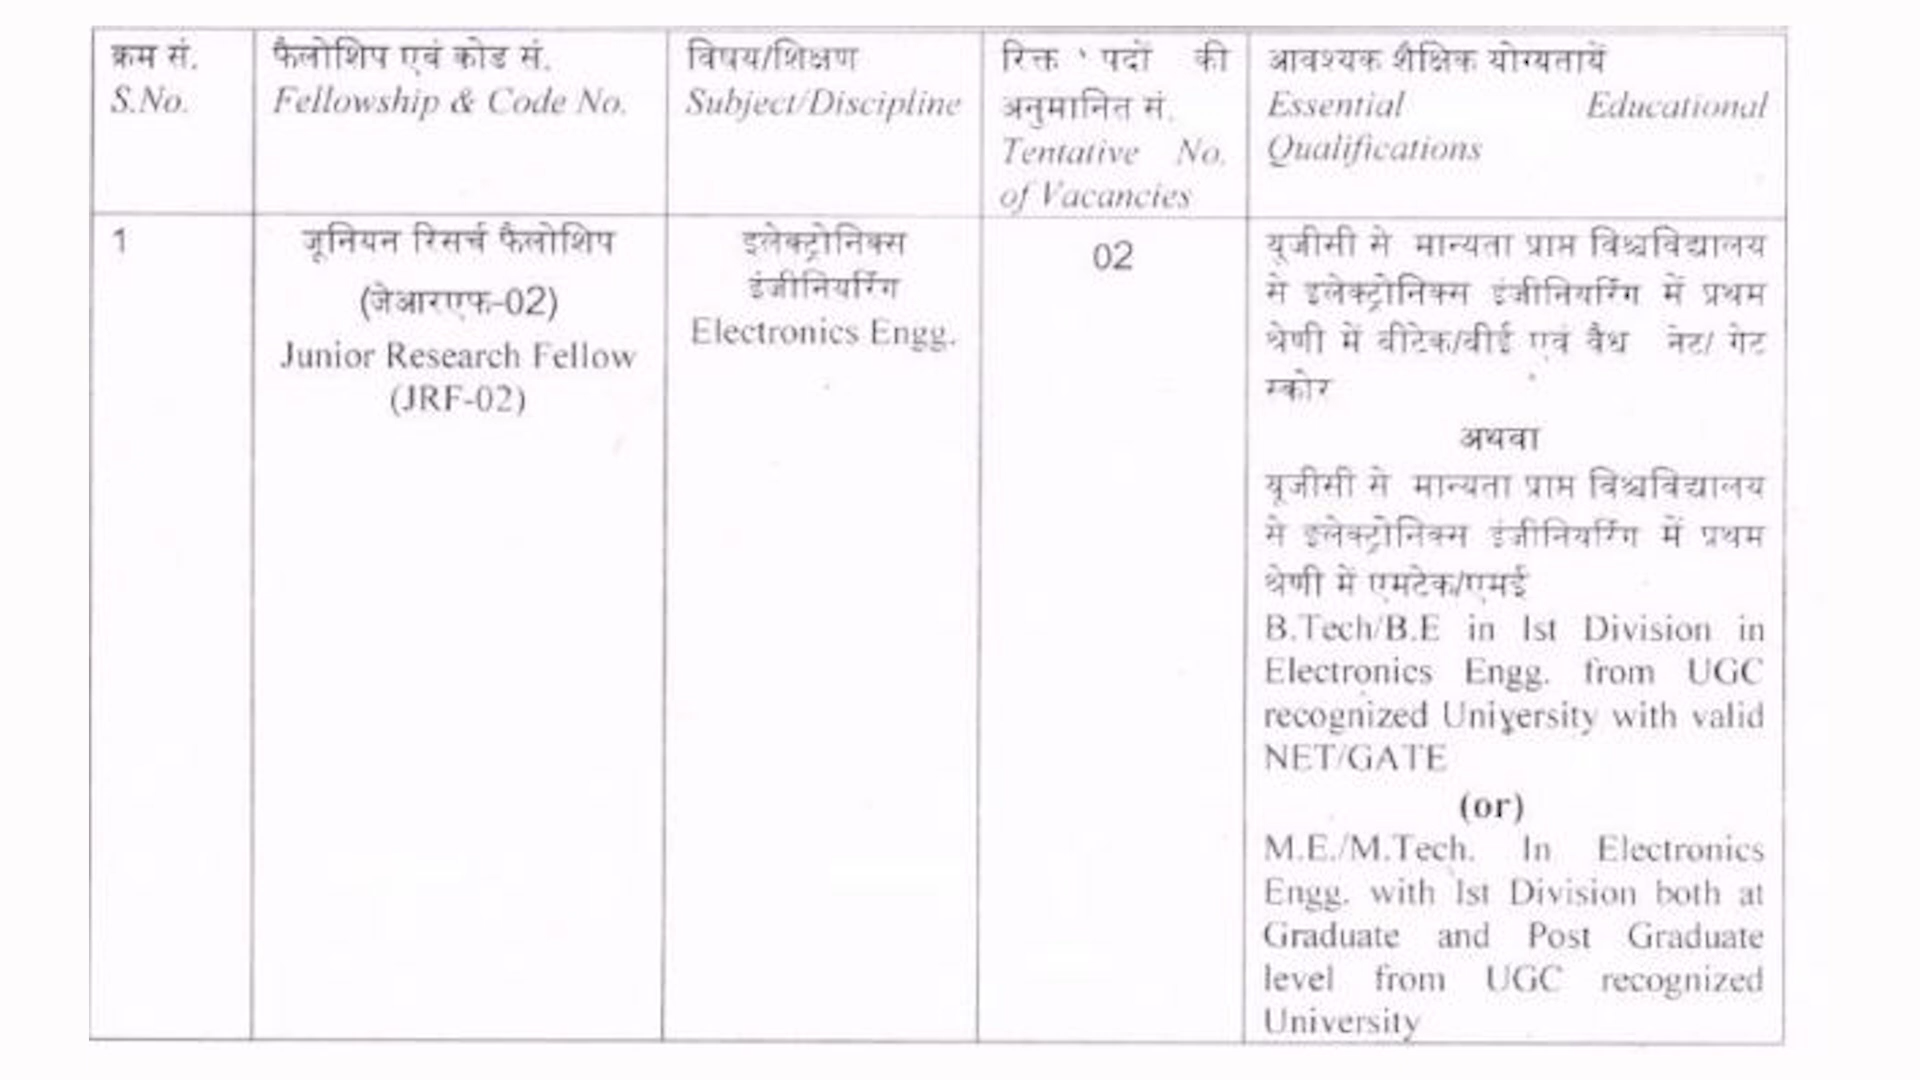 क्रम सं.
S.No.
फैलोशिप एवं कोड सं.
Fellowship & Code No.
विषय/शिक्षण
Subject/Discipline
रिक्त पदों की
अनुमानित सं.
Tentative No.
of Vacancies
आवश्यक शैक्षिक योग्यतायें
Essential Educational
Qualifications
1
जूनियन रिसर्च फैलोशिप
(जेआरएफ-02)
Junior Research Fellow
(JRF-02)
इलेक्ट्रोनिक्स
इंजीनियरिंग
Electronics Engg.
02
यूजीसी से मान्यता प्राप्त विश्वविद्यालय
से इलेक्ट्रोनिक्स इंजीनियरिंग में प्रथम
श्रेणी में बीटेक/बीई एवं वैध नेट/ गेट
स्कोर
अथवा
यूजीसी से मान्यता प्राप्त विश्वविद्यालय
से इलेक्ट्रोनिक्स इंजीनियरिंग में प्रथम
श्रेणी में एमटेक/एमई
B.Tech/B.E in Ist Division in
Electronics Engg. from UGC
recognized University with valid
NET/GATE
(or)
M.E./M.Tech. In Electronics
Engg. with Ist Division both at
Graduate and Post Graduate
level from UGC recognized
University